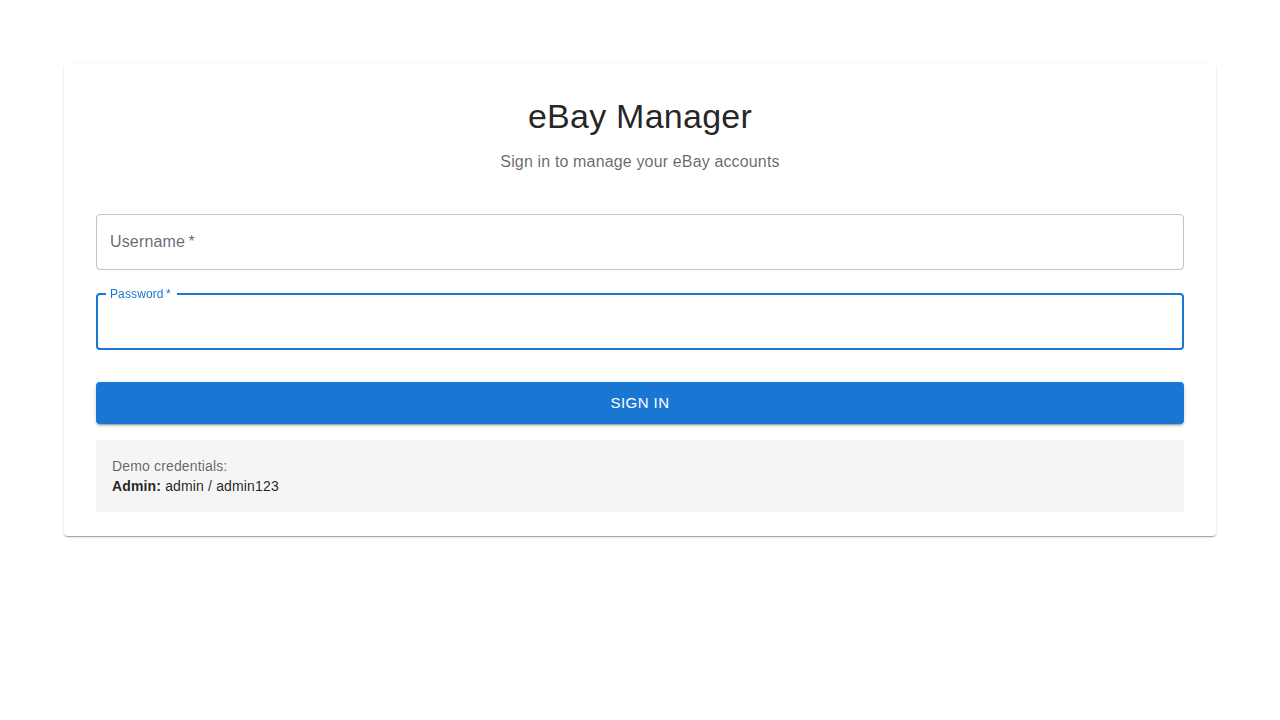 eBay Manager
Sign in to manage your eBay accounts
Username *
Password *
SIGN IN
Demo credentials:
Admin: admin / admin123